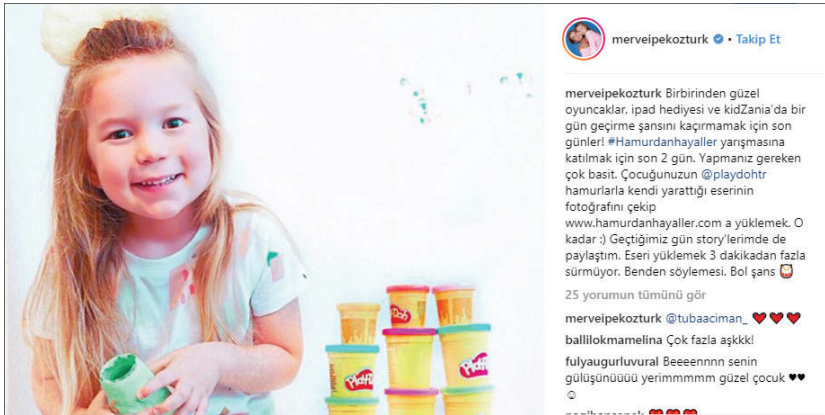 merveipekozturk • Takip Et
merveipekozturk Birbirinden güzel
oyuncaklar, ipad hediyesi ve kidZania'da bir
gün geçirme şansını kaçırmamak için son
günler! #Hamurdanhayaller yarışmasına
katılmak için son 2 gün. Yapmanız gereken
çok basit. Çocuğunuzun @playdohtr
hamurlarla kendi yarattığı eserinin
fotoğrafını çekip
www.hamurdanhayaller.com a yüklemek. O
kadar :) Geçtiğimiz gün story'lerimde de
paylaştım. Eseri yüklemek 3 dakikadan fazla
sürmüyor. Benden söylemesi. Bol şans
25 yorumun tümünü gör
merveipekozturk @tubaaciman_ ♥ ♥ ♥
ballilokmamelina Çok fazla aşkkk!
fulyaugurluvural Beeeennnn senin
gülüşünüüüü yerimmmmm güzel çocuk ♥♥
☺
Play-Doh
Play-Doh